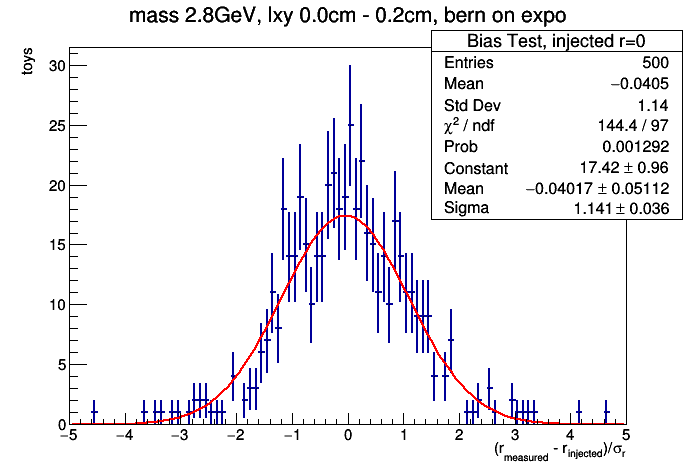 mass 2.8GeV, lxy 0.0cm - 0.2cm, bern on expo
Bias Test, injected r=0
Entries 500
Mean −0.0405
Std Dev 1.14
χ² / ndf 144.4 / 97
Prob 0.001292
Constant 17.42 ± 0.96
Mean −0.04017 ± 0.05112
Sigma 1.141 ± 0.036
toys
30
25
20
15
10
5
0
−5 −4 −3 −2 −1 0 1 2 3 4 5
(r_measured - r_injected)/σ_r